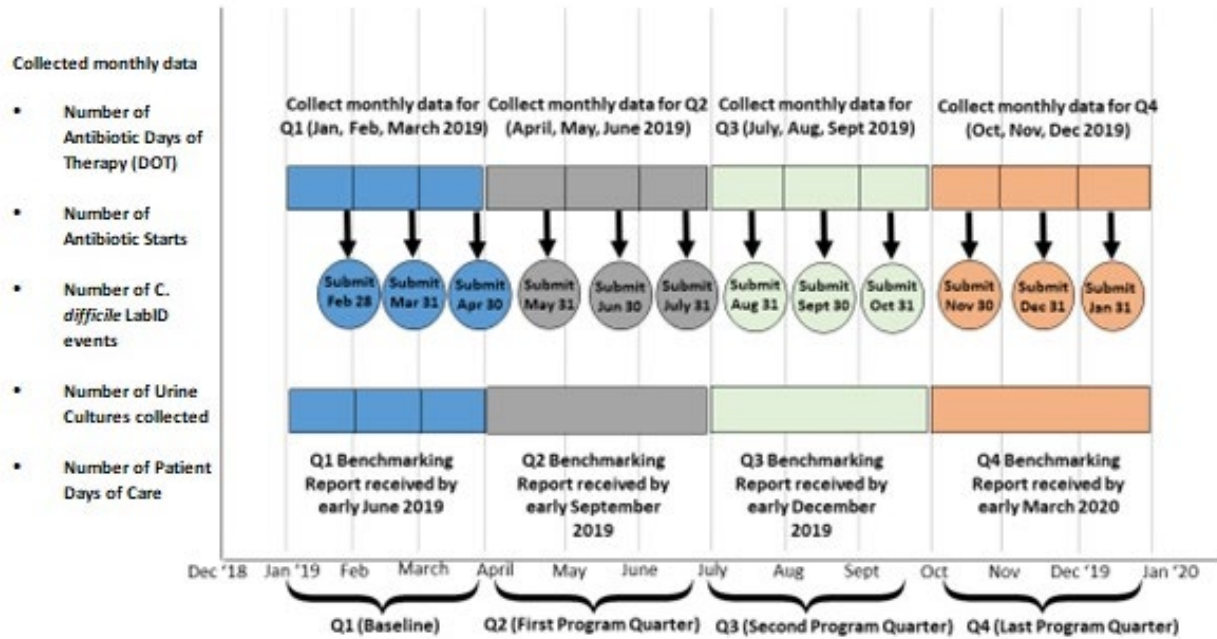 Collected monthly data
• Number of
Antibiotic Days of
Therapy (DOT)
• Number of
Antibiotic Starts
• Number of C.
difficile LabID
events
• Number of Urine
Cultures collected
• Number of Patient
Days of Care
Collect monthly data for
Q1 (Jan, Feb, March 2019)
Collect monthly data for Q2
(April, May, June 2019)
Collect monthly data for
Q3 (July, Aug, Sept 2019)
Collect monthly data for Q4
(Oct, Nov, Dec 2019)
Submit
Feb 28
Submit
Mar 31
Submit
Apr 30
Submit
May 31
Submit
Jun 30
Submit
July 31
Submit
Aug 31
Submit
Sept 30
Submit
Oct 31
Submit
Nov 30
Submit
Dec 31
Submit
Jan 31
Q1 Benchmarking
Report received by
early June 2019
Q2 Benchmarking
Report received by
early September
2019
Q3 Benchmarking
Report received by
early December
2019
Q4 Benchmarking
Report received by
early March 2020
Dec '18 Jan '19 Feb March April May June July Aug Sept Oct Nov Dec '19 Jan '20
Q1 (Baseline) Q2 (First Program Quarter) Q3 (Second Program Quarter) Q4 (Last Program Quarter)